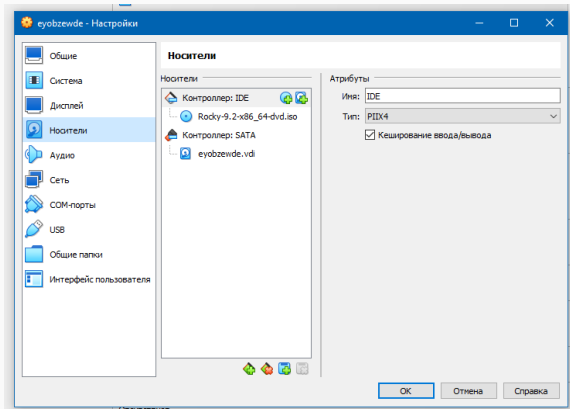 eyobzewde - Настройки
Общие
Система
Дисплей
Носители
Аудио
Сеть
COM-порты
USB
Общие папки
Интерфейс пользователя
Носители
Носители
Контроллер: IDE
Rocky-9.2-x86_64-dvd.iso
Контроллер: SATA
eyobzewde.vdi
Атрибуты
Имя: IDE
Тип: PIIX4
Кеширование ввода/вывода
OK
Отмена
Справка